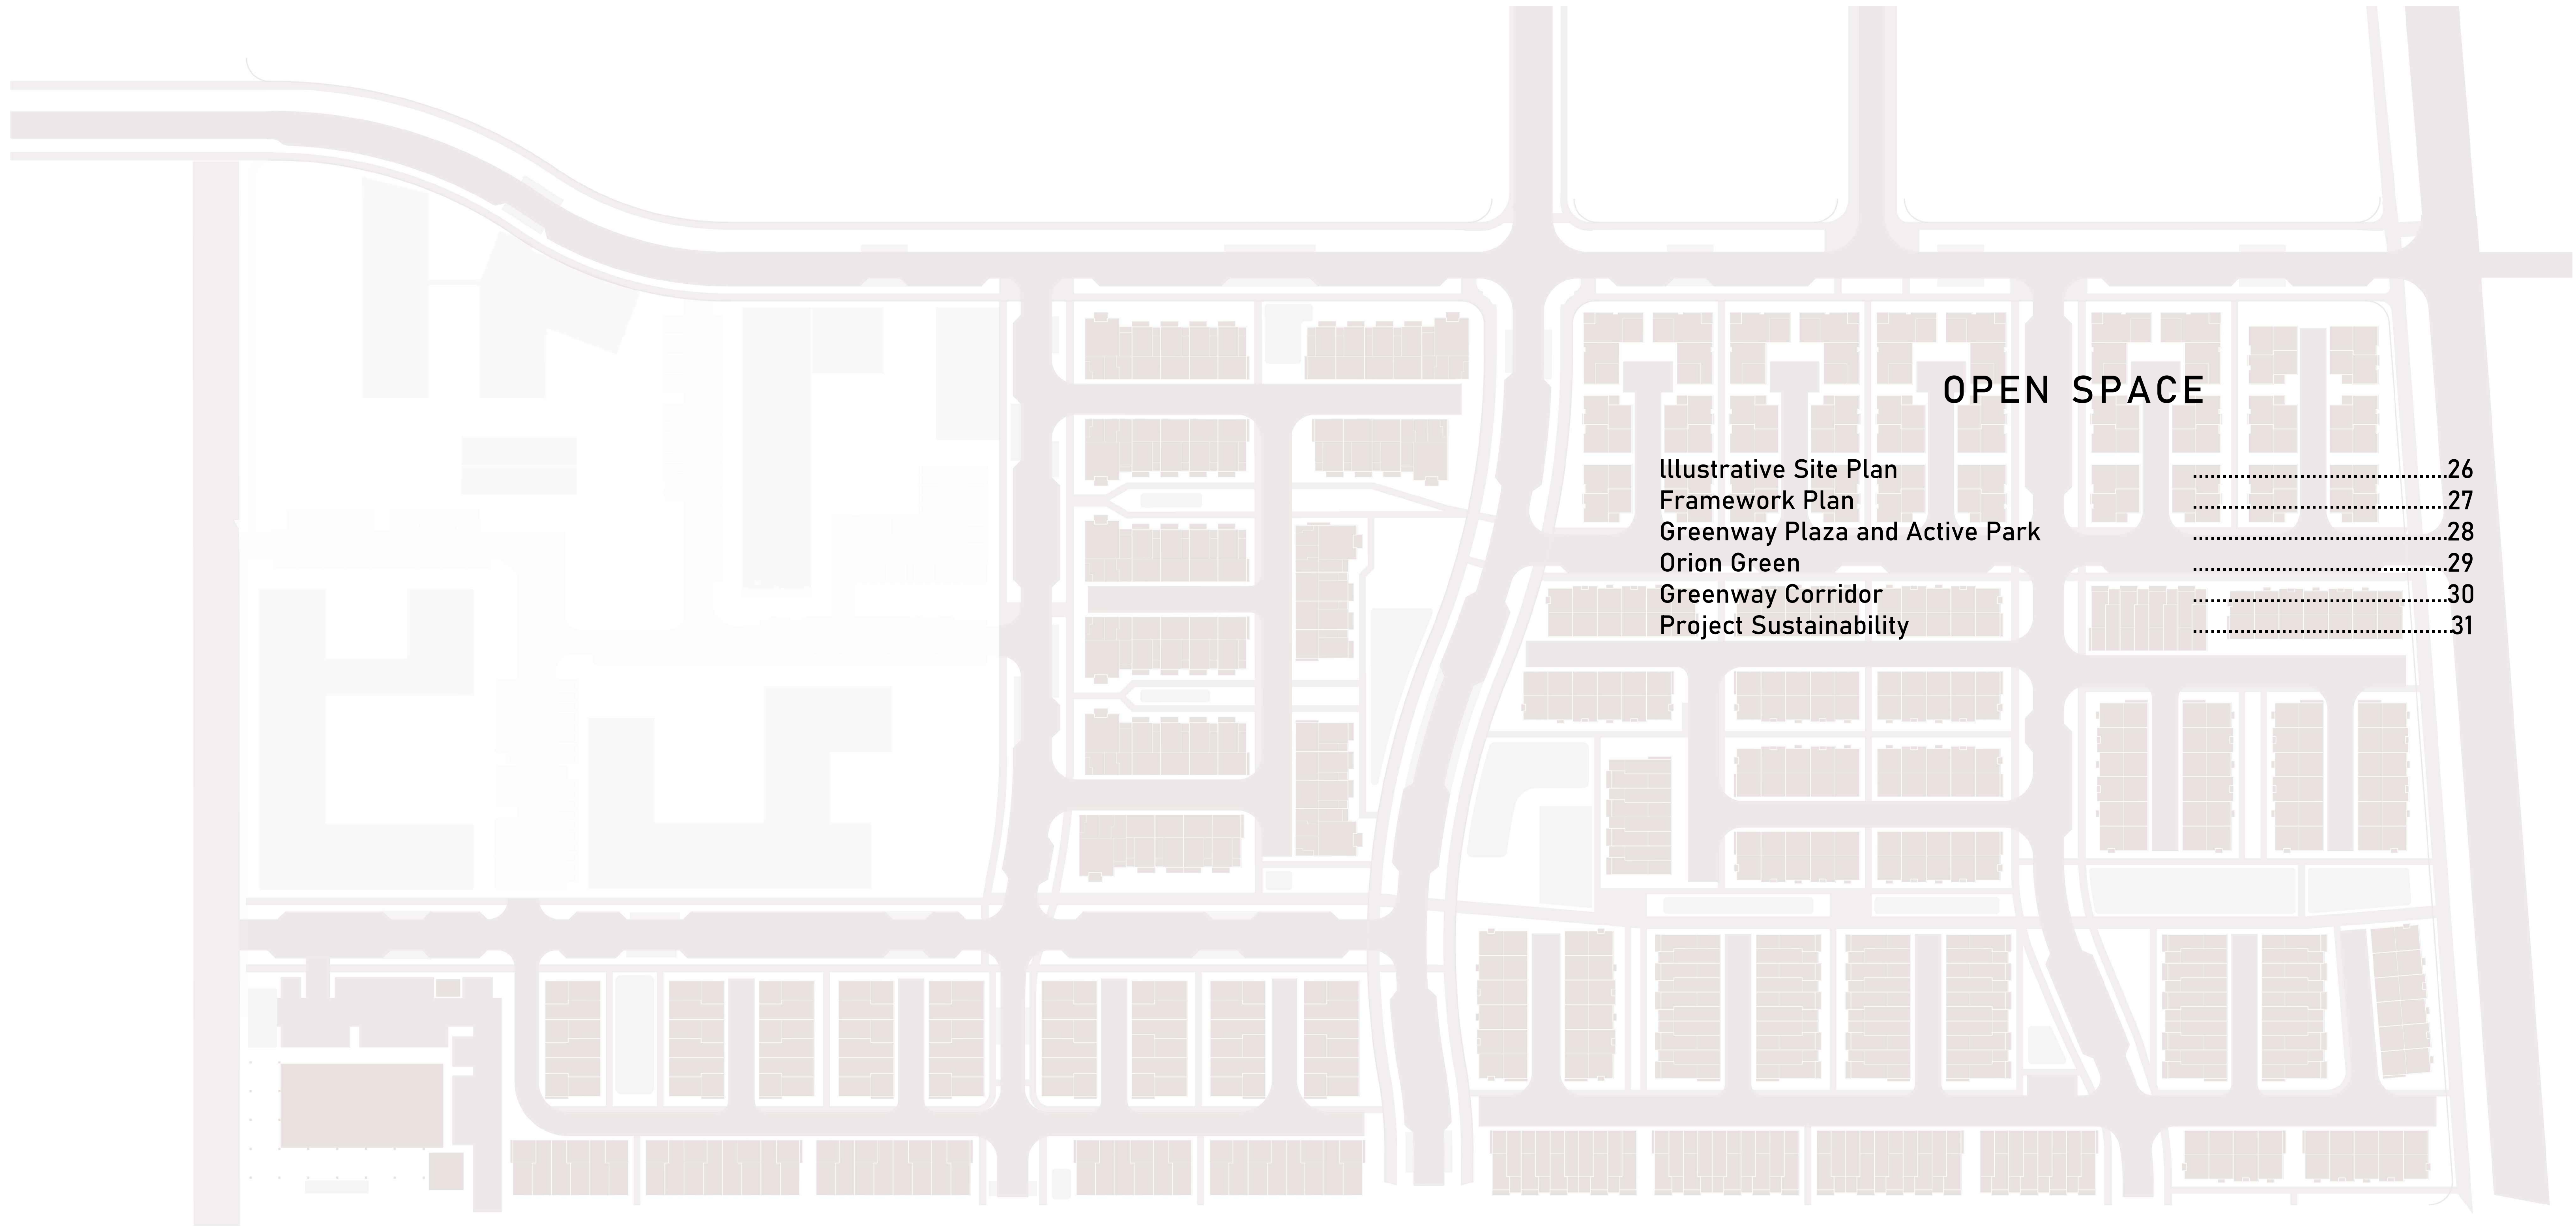 OPEN SPACE
Illustrative Site Plan ............................................26
Framework Plan ............................................27
Greenway Plaza and Active Park ............................................28
Orion Green ............................................29
Greenway Corridor ............................................30
Project Sustainability ............................................31